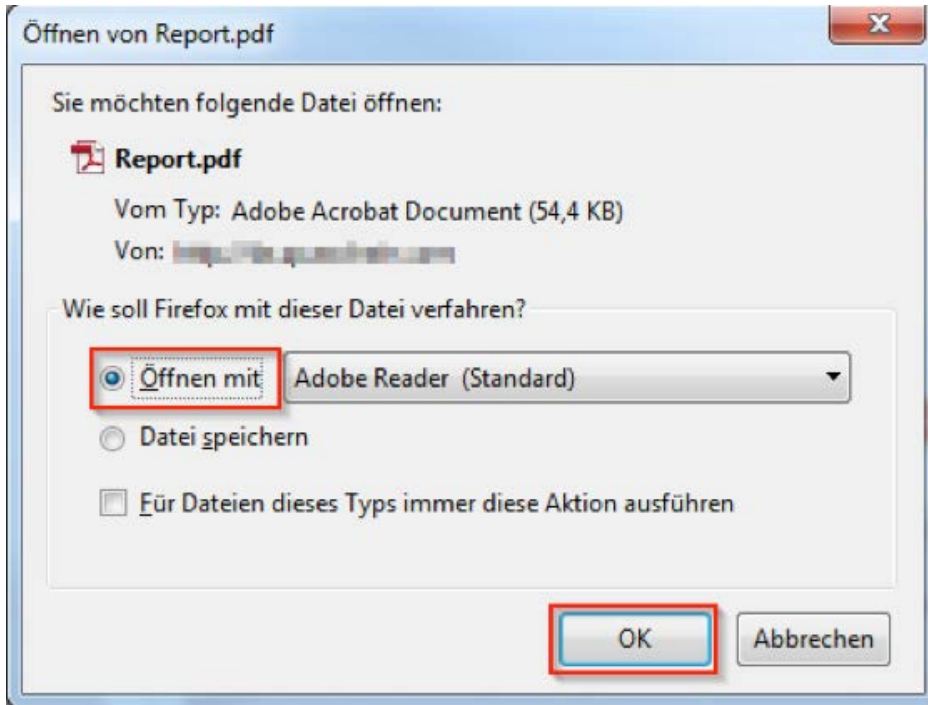 Öffnen von Report.pdf
Sie möchten folgende Datei öffnen:
Report.pdf
Vom Typ: Adobe Acrobat Document (54,4 KB)
Von:
Wie soll Firefox mit dieser Datei verfahren?
Öffnen mit Adobe Reader (Standard)
Datei speichern
Für Dateien dieses Typs immer diese Aktion ausführen
OK Abbrechen